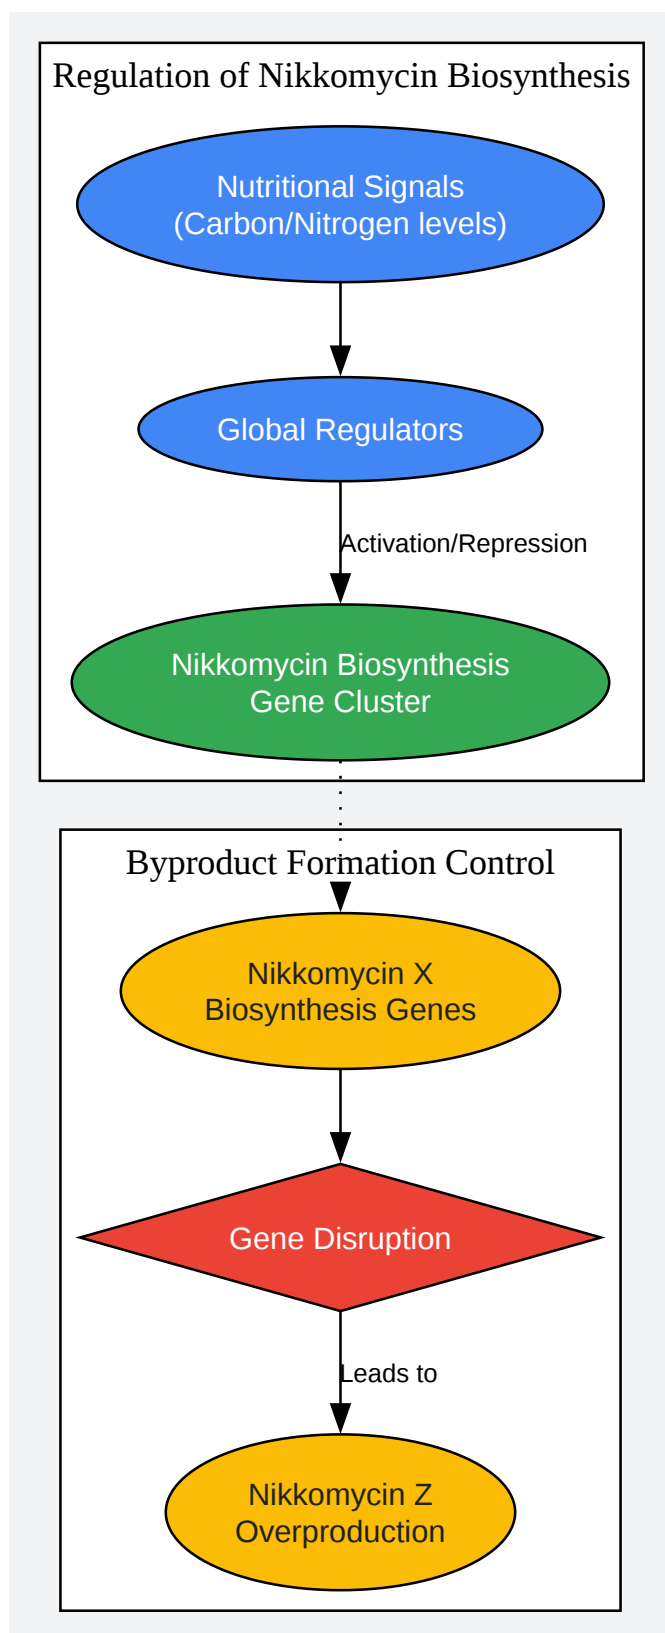 Regulation of Nikkomycin Biosynthesis
Nutritional Signals
(Carbon/Nitrogen levels)
Global Regulators
Activation/Repression
Nikkomycin Biosynthesis
Gene Cluster
Byproduct Formation Control
Nikkomycin X
Biosynthesis Genes
Gene Disruption
Leads to
Nikkomycin Z
Overproduction